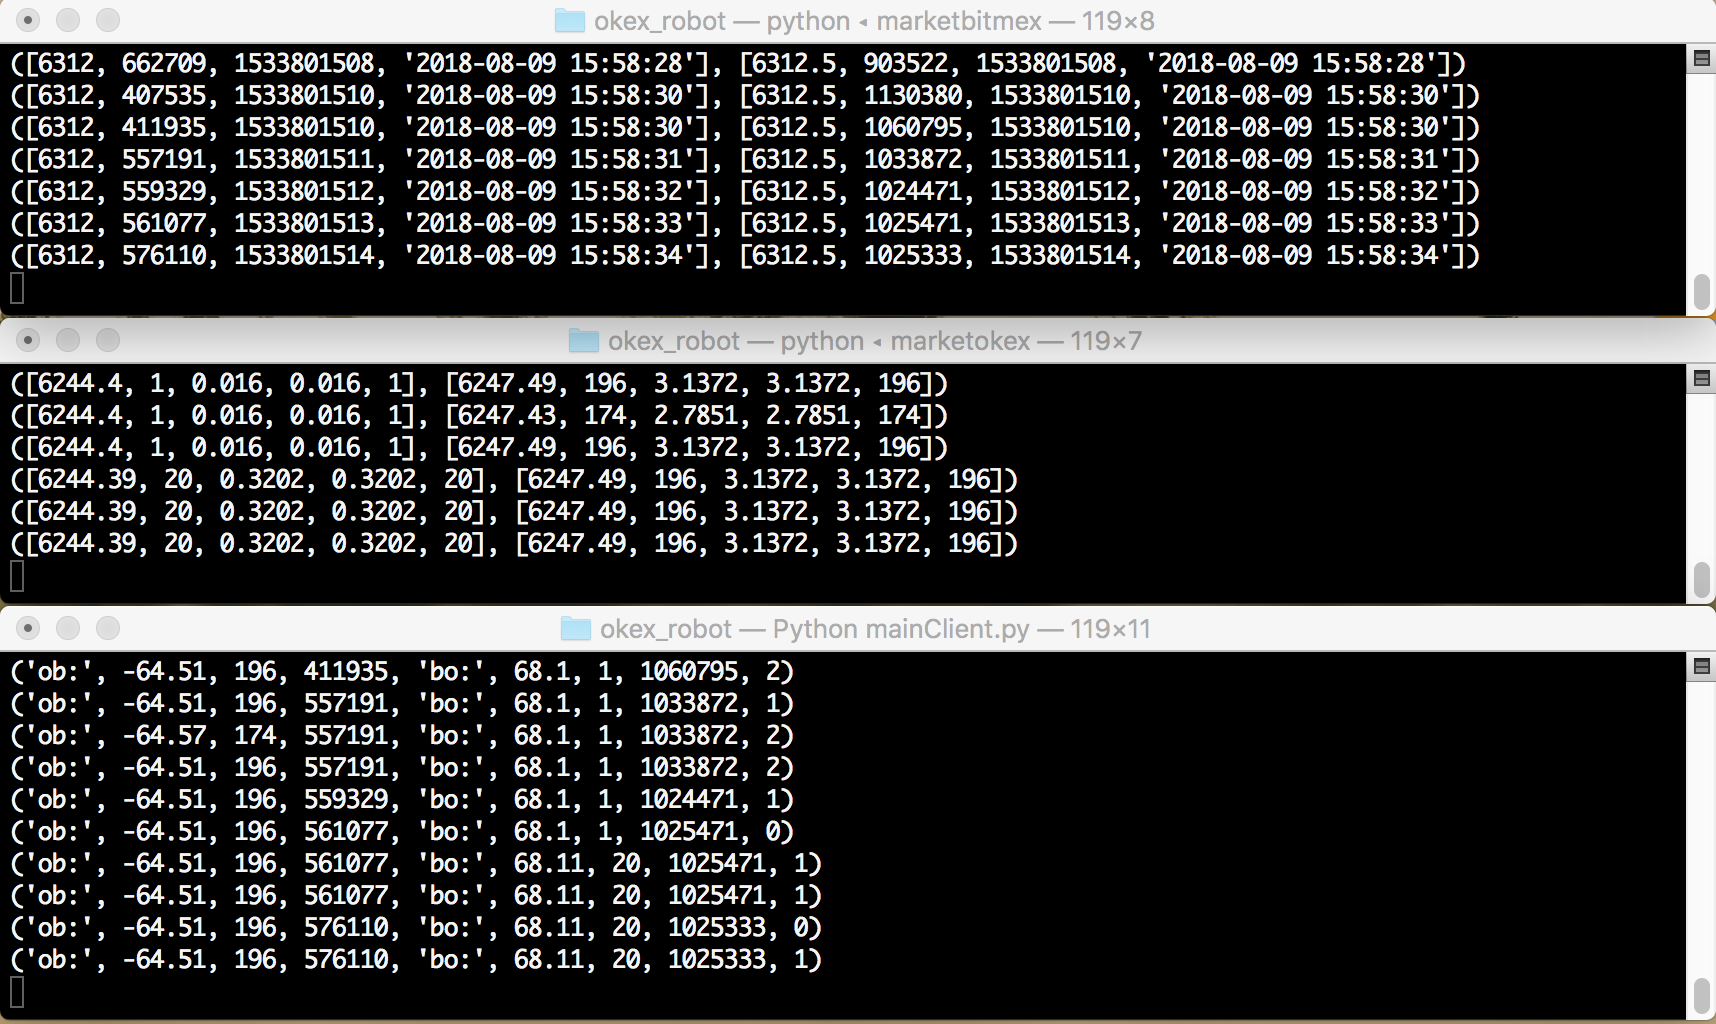 okex_robot — python ◂ marketbitmex — 119×8
([6312, 662709, 1533801508, '2018-08-09 15:58:28'], [6312.5, 903522, 1533801508, '2018-08-09 15:58:28'])
([6312, 407535, 1533801510, '2018-08-09 15:58:30'], [6312.5, 1130380, 1533801510, '2018-08-09 15:58:30'])
([6312, 411935, 1533801510, '2018-08-09 15:58:30'], [6312.5, 1060795, 1533801510, '2018-08-09 15:58:30'])
([6312, 557191, 1533801511, '2018-08-09 15:58:31'], [6312.5, 1033872, 1533801511, '2018-08-09 15:58:31'])
([6312, 559329, 1533801512, '2018-08-09 15:58:32'], [6312.5, 1024471, 1533801512, '2018-08-09 15:58:32'])
([6312, 561077, 1533801513, '2018-08-09 15:58:33'], [6312.5, 1025471, 1533801513, '2018-08-09 15:58:33'])
([6312, 576110, 1533801514, '2018-08-09 15:58:34'], [6312.5, 1025333, 1533801514, '2018-08-09 15:58:34'])
okex_robot — python ◂ marketokex — 119×7
([6244.4, 1, 0.016, 0.016, 1], [6247.49, 196, 3.1372, 3.1372, 196])
([6244.4, 1, 0.016, 0.016, 1], [6247.43, 174, 2.7851, 2.7851, 174])
([6244.4, 1, 0.016, 0.016, 1], [6247.49, 196, 3.1372, 3.1372, 196])
([6244.39, 20, 0.3202, 0.3202, 20], [6247.49, 196, 3.1372, 3.1372, 196])
([6244.39, 20, 0.3202, 0.3202, 20], [6247.49, 196, 3.1372, 3.1372, 196])
([6244.39, 20, 0.3202, 0.3202, 20], [6247.49, 196, 3.1372, 3.1372, 196])
okex_robot — Python mainClient.py — 119×11
('ob:', -64.51, 196, 411935, 'bo:', 68.1, 1, 1060795, 2)
('ob:', -64.51, 196, 557191, 'bo:', 68.1, 1, 1033872, 1)
('ob:', -64.57, 174, 557191, 'bo:', 68.1, 1, 1033872, 2)
('ob:', -64.51, 196, 557191, 'bo:', 68.1, 1, 1033872, 2)
('ob:', -64.51, 196, 559329, 'bo:', 68.1, 1, 1024471, 1)
('ob:', -64.51, 196, 561077, 'bo:', 68.1, 1, 1025471, 0)
('ob:', -64.51, 196, 561077, 'bo:', 68.11, 20, 1025471, 1)
('ob:', -64.51, 196, 561077, 'bo:', 68.11, 20, 1025471, 1)
('ob:', -64.51, 196, 576110, 'bo:', 68.11, 20, 1025333, 0)
('ob:', -64.51, 196, 576110, 'bo:', 68.11, 20, 1025333, 1)